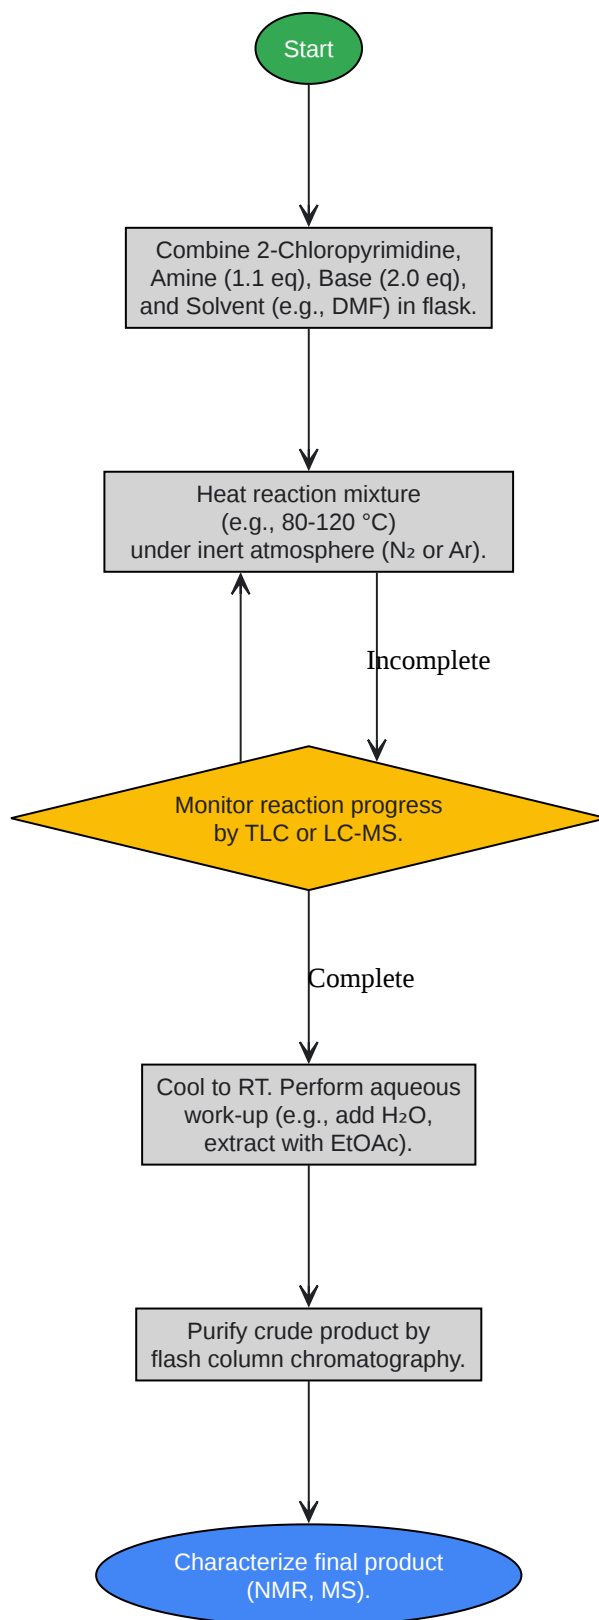 Start
Combine 2-Chloropyrimidine,
Amine (1.1 eq), Base (2.0 eq),
and Solvent (e.g., DMF) in flask.
Heat reaction mixture
(e.g., 80-120 °C)
under inert atmosphere (N₂ or Ar).
Incomplete
Monitor reaction progress
by TLC or LC-MS.
Complete
Cool to RT. Perform aqueous
work-up (e.g., add H₂O,
extract with EtOAc).
Purify crude product by
flash column chromatography.
Characterize final product
(NMR, MS).